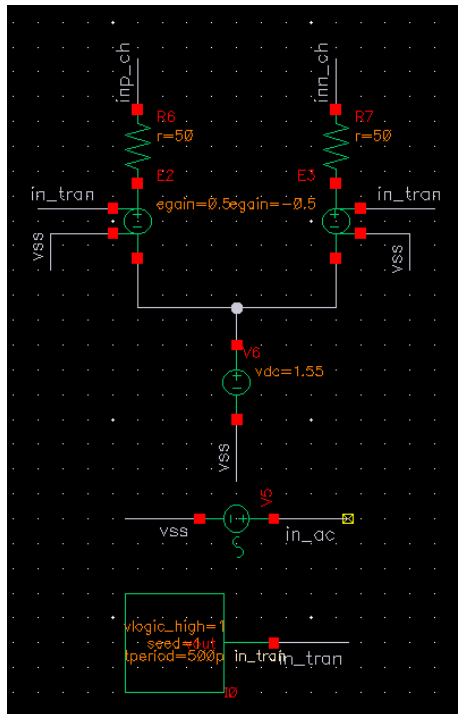 inp_ch
inn_ch
R6
r=50
R7
r=50
E2
E3
in_tran
egain=0.5egain=-0.5
in_tran
vss
vss
V6
vdc=1.55
vss
V5
vss
in_ac
vlogic_high=1
seed=4out
tperiod=500p
in_tran
in_tran
I0